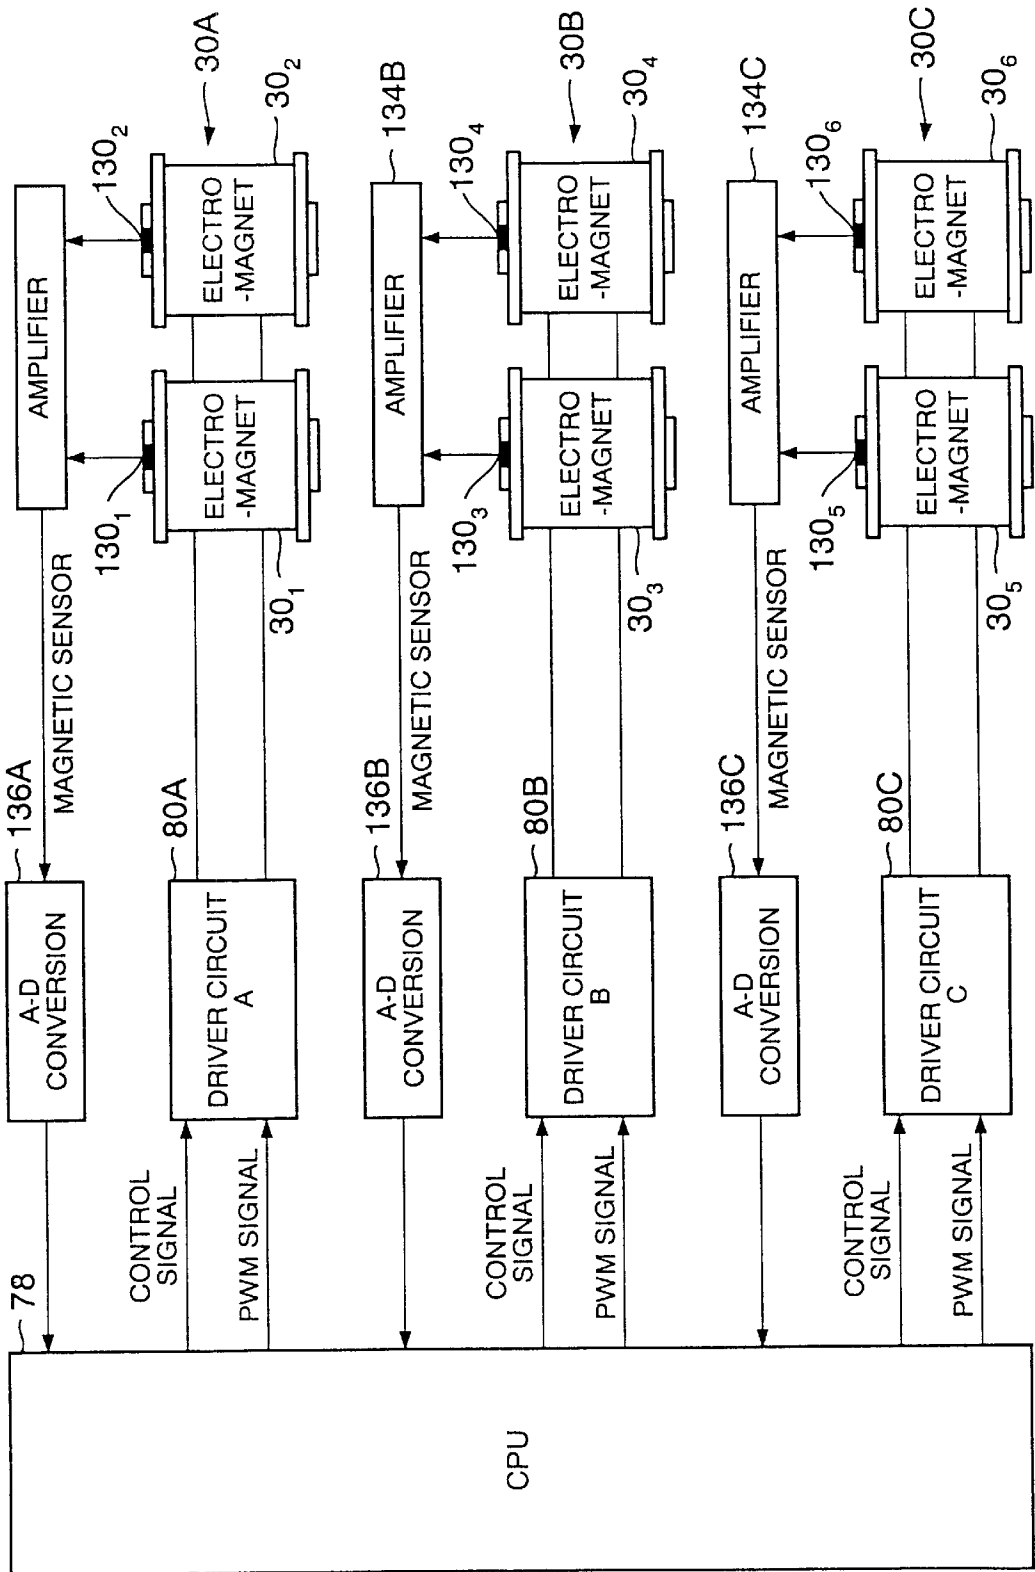 78
CPU
136A
A-D
CONVERSION
MAGNETIC SENSOR
AMPLIFIER
CONTROL
SIGNAL
PWM SIGNAL
80A
DRIVER CIRCUIT
A
130₁
130₂
30A
ELECTRO
-MAGNET
30₁
ELECTRO
-MAGNET
30₂
136B
A-D
CONVERSION
MAGNETIC SENSOR
AMPLIFIER
134B
CONTROL
SIGNAL
PWM SIGNAL
80B
DRIVER CIRCUIT
B
130₃
130₄
30B
ELECTRO
-MAGNET
30₃
ELECTRO
-MAGNET
30₄
136C
A-D
CONVERSION
MAGNETIC SENSOR
AMPLIFIER
134C
CONTROL
SIGNAL
PWM SIGNAL
80C
DRIVER CIRCUIT
C
130₅
130₆
30C
ELECTRO
-MAGNET
30₅
ELECTRO
-MAGNET
30₆